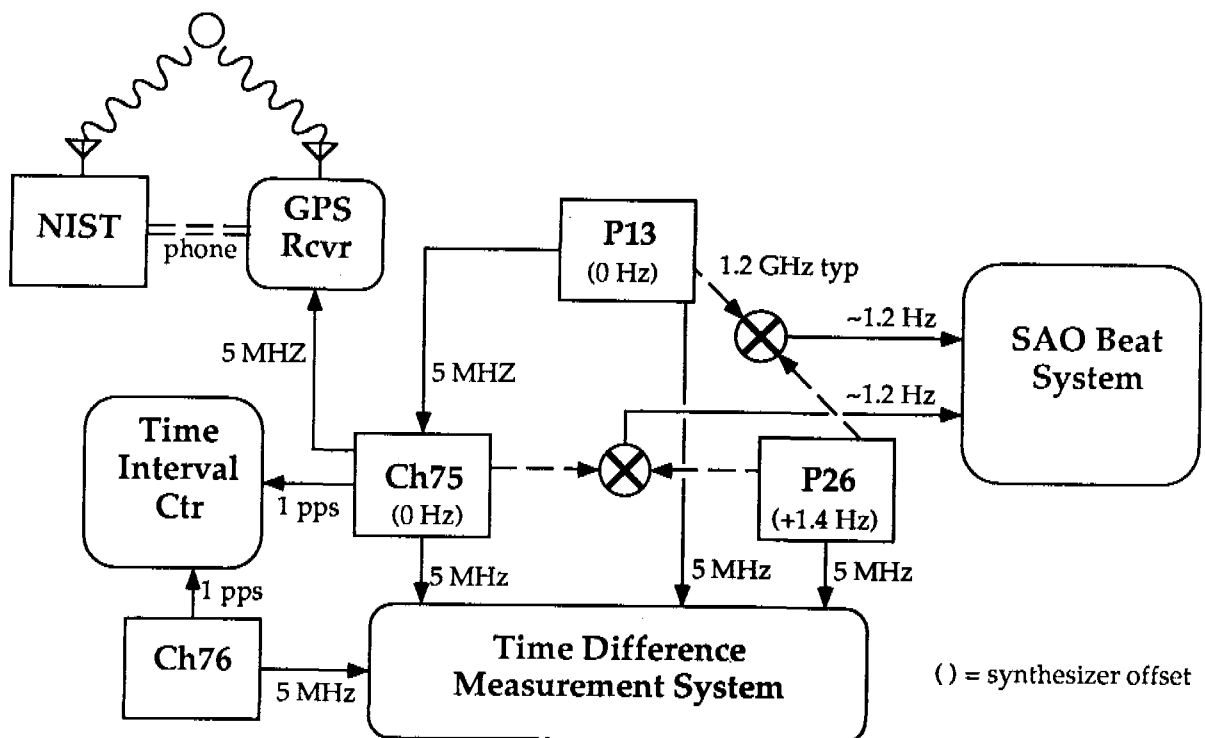 NIST
phone
GPS
Rcvr
P13
(0 Hz)
1.2 GHz typ
~1.2 Hz
SAO Beat
System
5 MHZ
5 MHZ
~1.2 Hz
Time
Interval
Ctr
1 pps
Ch75
(0 Hz)
P26
(+1.4 Hz)
5 MHz
5 MHz
5 MHz
1 pps
Ch76
5 MHz
Time Difference
Measurement System
( ) = synthesizer offset